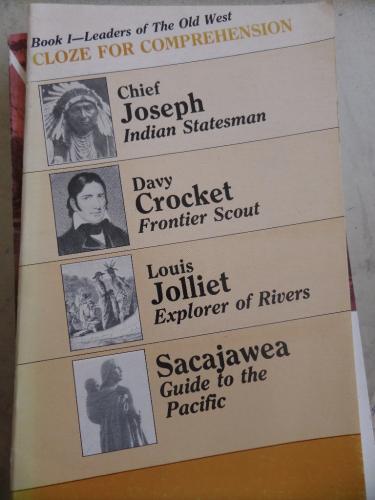 Book I—Leaders of The Old West
CLOZE FOR COMPREHENSION
Chief
Joseph
Indian Statesman
Davy
Crocket
Frontier Scout
Louis
Jolliet
Explorer of Rivers
Sacajawea
Guide to the
Pacific